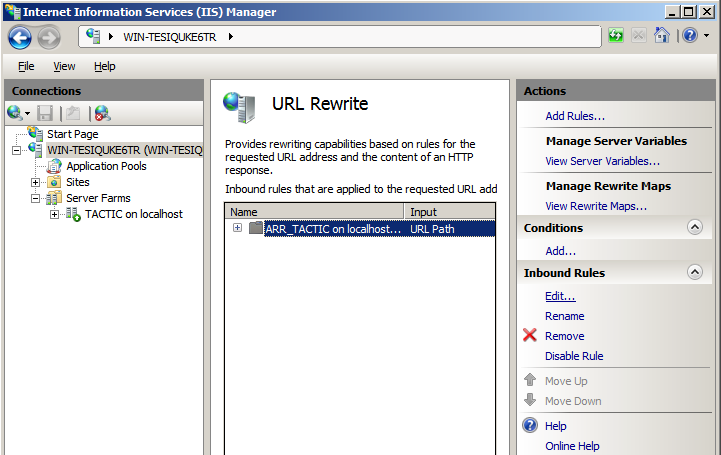 Internet Information Services (IIS) Manager
WIN-TESIQUKE6TR
File View Help
Connections
Start Page
WIN-TESIQUKE6TR (WIN-TESIQ
Application Pools
Sites
Server Farms
TACTIC on localhost
URL Rewrite
Provides rewriting capabilities based on rules for the
requested URL address and the content of an HTTP
response.
Inbound rules that are applied to the requested URL add
Name Input
ARR_TACTIC on localhost... URL Path
Actions
Add Rules...
Manage Server Variables
View Server Variables...
Manage Rewrite Maps
View Rewrite Maps...
Conditions
Add...
Inbound Rules
Edit...
Rename
Remove
Disable Rule
Move Up
Move Down
Help
Online Help